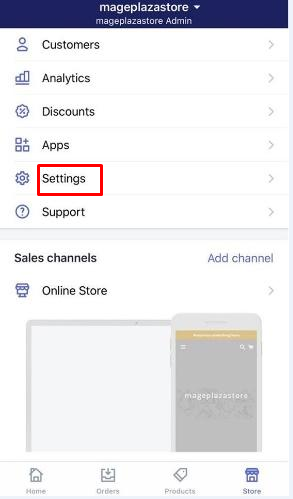 mageplazastore
mageplazastore Admin
Customers
Analytics
Discounts
Apps
Settings
Support
Sales channels
Add channel
Online Store
mageplazastore
Home
Orders
Products
Store